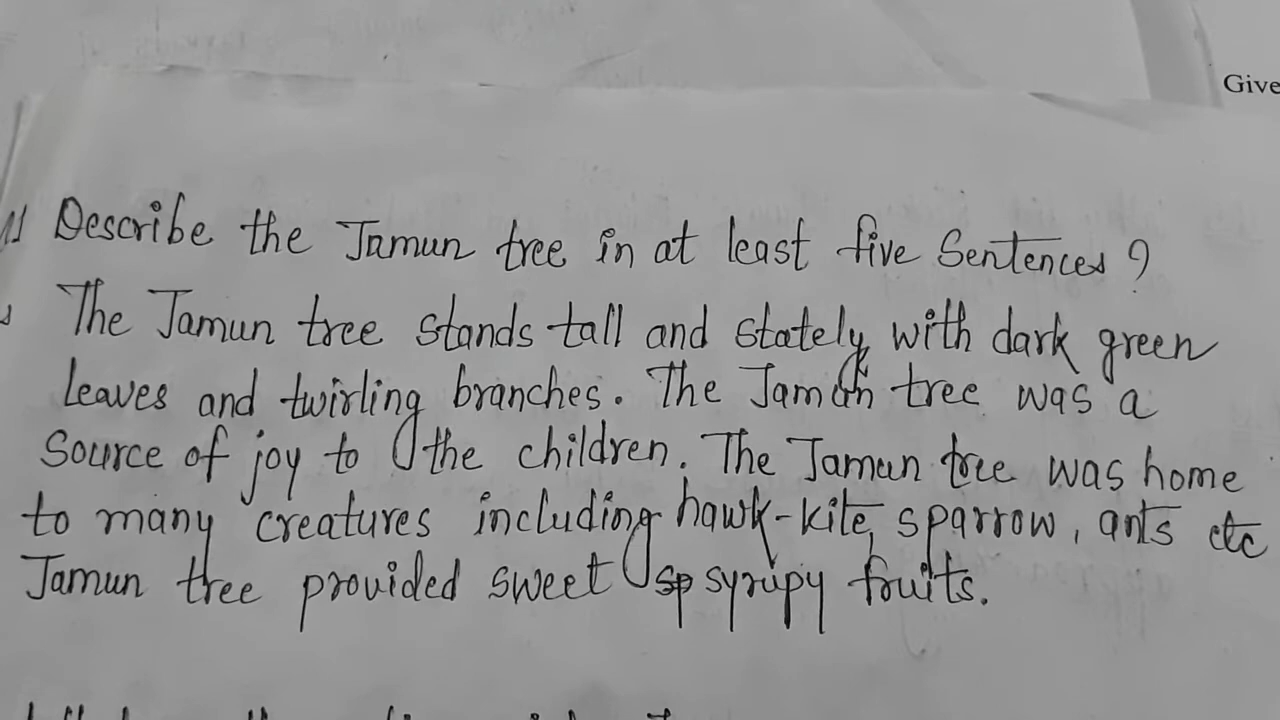 Give
1) Describe the Jamun tree in at least five Sentences?
The Jamun tree stands tall and stately with dark green
leaves and twirling branches. The Jamun tree was a
source of joy to the children. The Jamun tree was home
to many creatures including hawk-kite, sparrow, ants etc
Jamun tree provided sweet sp syrupy fruits.